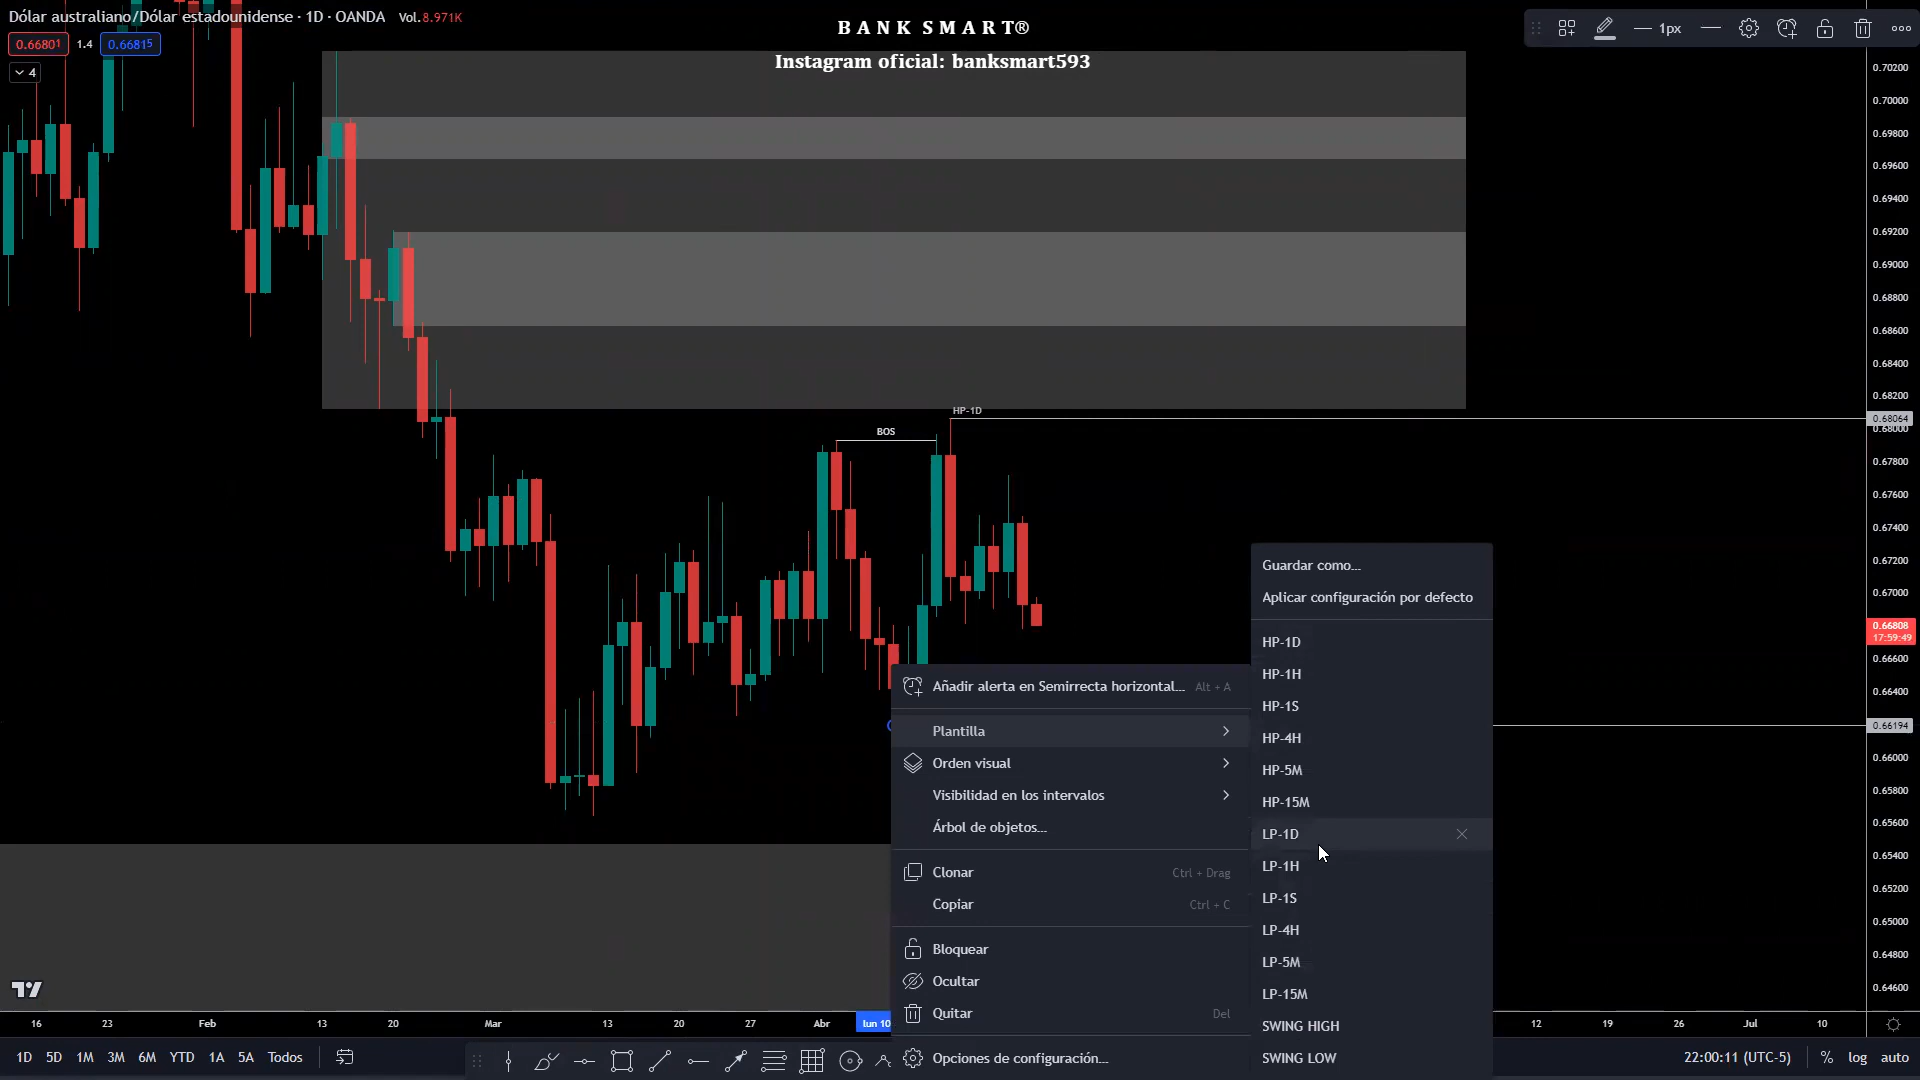 Dólar australiano/Dólar estadounidense · 1D · OANDA Vol. 8.971K
0.66801 1.4 0.66815
4
BANK SMART®
Instagram oficial: banksmart593
1px
0.70200
0.70000
0.69800
0.69600
0.69400
0.69200
0.69000
0.68800
0.68600
0.68400
0.68200
HP-1D
0.68064
0.68000
BOS
0.67800
0.67600
0.67400
0.67200
0.67000
0.66808
17:59:49
0.66600
0.66400
0.66194
0.66000
0.65800
0.65600
0.65400
0.65200
0.65000
0.64800
0.64600
Añadir alerta en Semirrecta horizontal... Alt + A
Plantilla
Orden visual
Visibilidad en los intervalos
Árbol de objetos...
Clonar Ctrl + Drag
Copiar Ctrl + C
Bloquear
Ocultar
Quitar Del
Opciones de configuración...
Guardar como...
Aplicar configuración por defecto
HP-1D
HP-1H
HP-1S
HP-4H
HP-5M
HP-15M
LP-1D
LP-1H
LP-1S
LP-4H
LP-5M
LP-15M
SWING HIGH
SWING LOW
16 23 Feb 13 20 Mar 13 20 27 Abr lun 10 12 19 26 Jul 10
1D 5D 1M 3M 6M YTD 1A 5A Todos
22:00:11 (UTC-5) % log auto